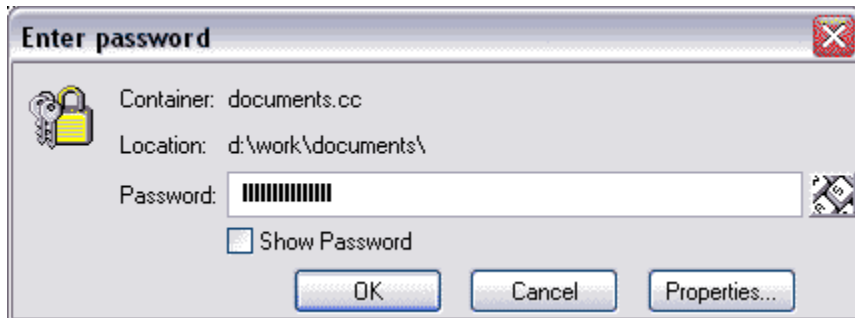 Enter password
Container: documents.cc
Location: d:\work\documents\
Password:
Show Password
OK Cancel Properties...